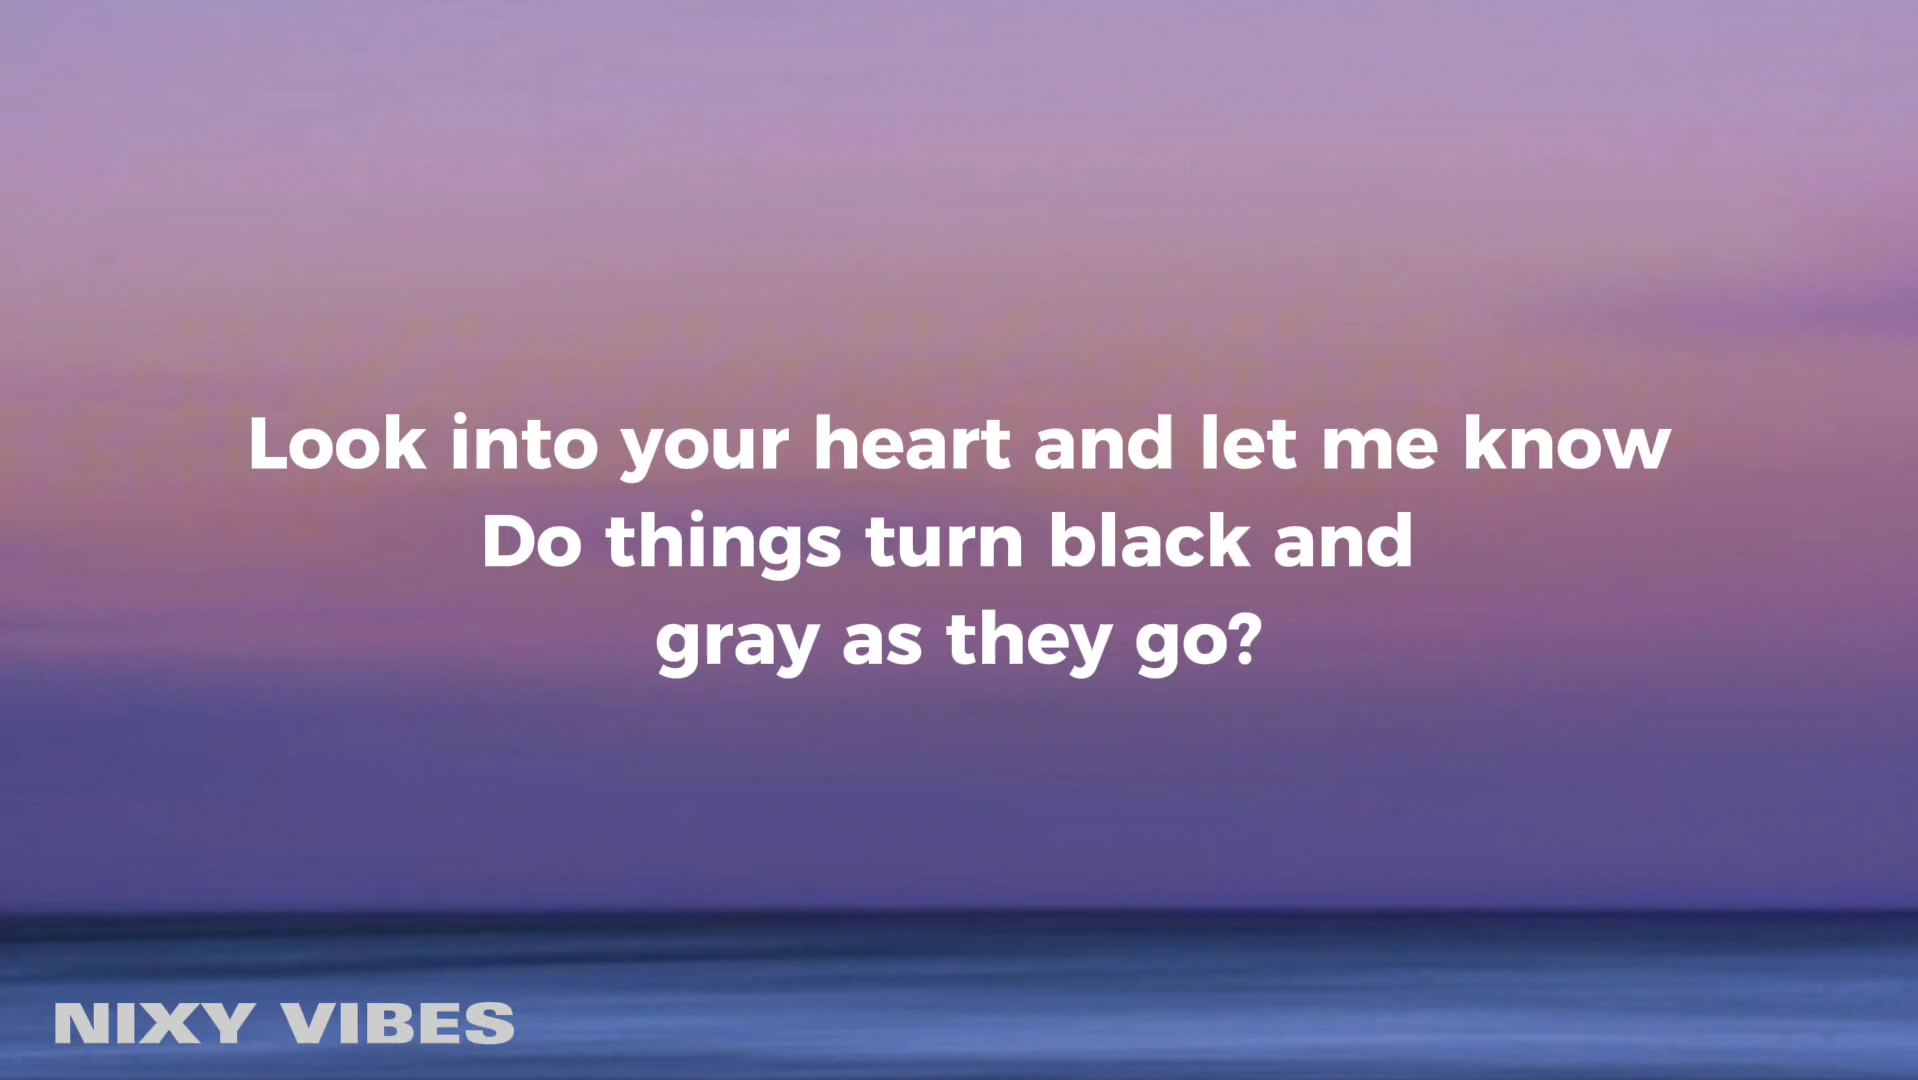 Look into your heart and let me know
Do things turn black and
gray as they go?
NIXY VIBES